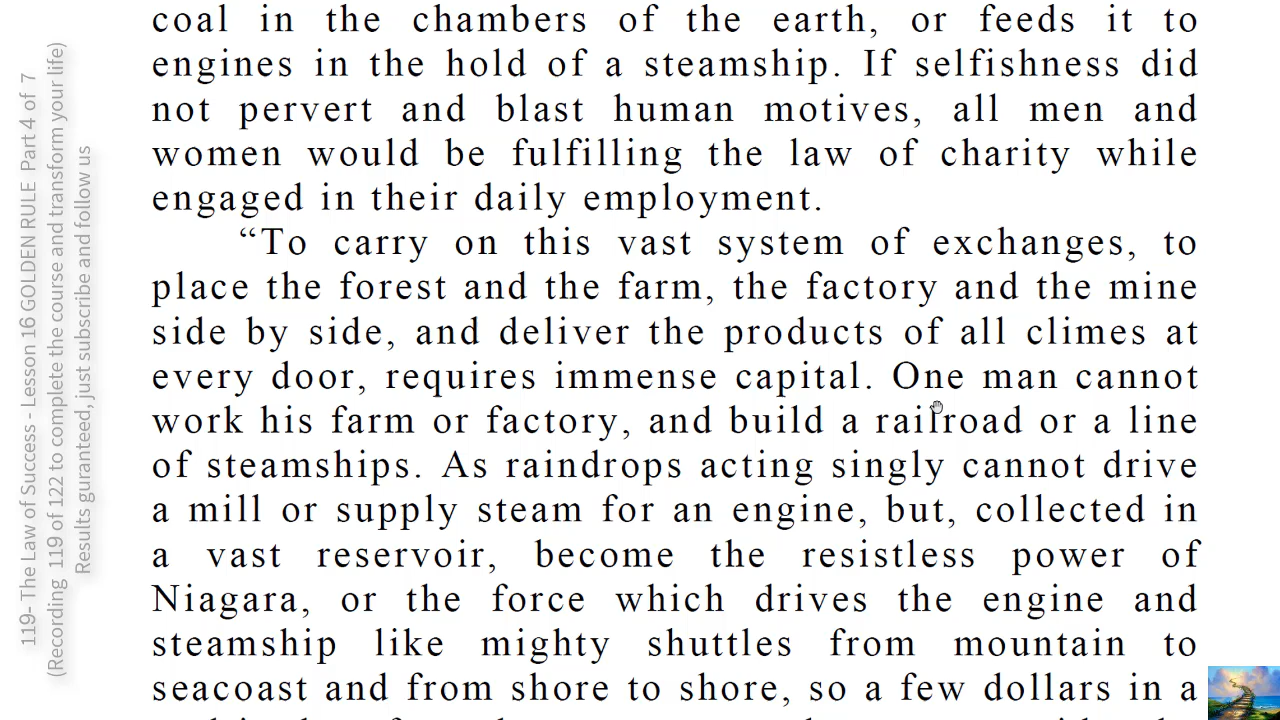 coal in the chambers of the earth, or feeds it to
engines in the hold of a steamship. If selfishness did
not pervert and blast human motives, all men and
women would be fulfilling the law of charity while
engaged in their daily employment.
“To carry on this vast system of exchanges, to
place the forest and the farm, the factory and the mine
side by side, and deliver the products of all climes at
every door, requires immense capital. One man cannot
work his farm or factory, and build a railroad or a line
of steamships. As raindrops acting singly cannot drive
a mill or supply steam for an engine, but, collected in
a vast reservoir, become the resistless power of
Niagara, or the force which drives the engine and
steamship like mighty shuttles from mountain to
seacoast and from shore to shore, so a few dollars in a
119- The Law of Success - Lesson 16 GOLDEN RULE Part 4 of 7
(Recording 119 of 122 to complete the course and transform your life)
Results guranteed, just subscribe and follow us